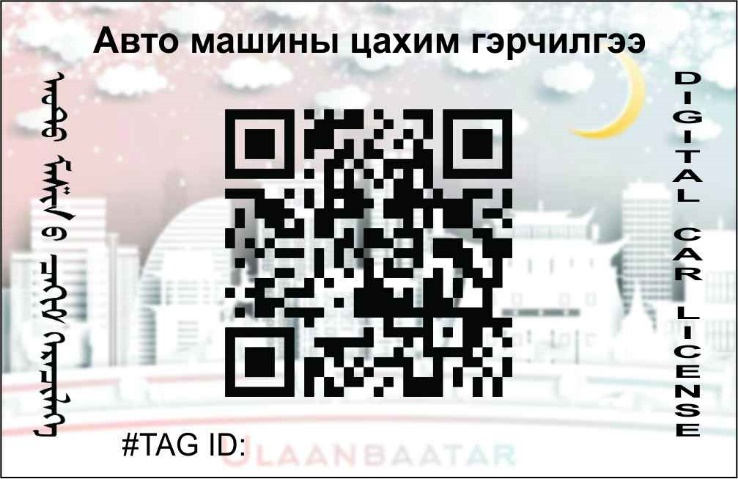 Авто машины цахим гэрчилгээ
DIGITAL CAR LICENSE
#TAG ID:
ULAANBAATAR